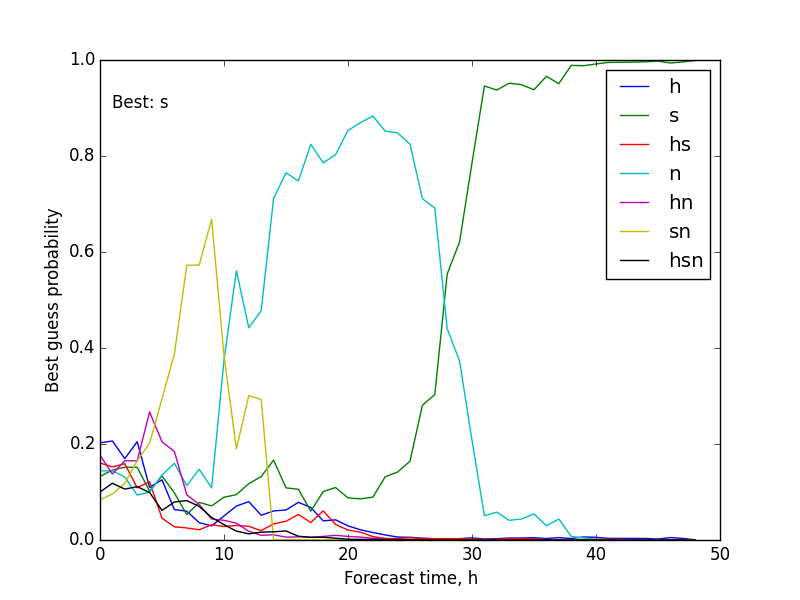 Best: s
h
s
hs
n
hn
sn
hsn
1.0
0.8
0.6
0.4
0.2
0.0
Best guess probability
0 10 20 30 40 50
Forecast time, h